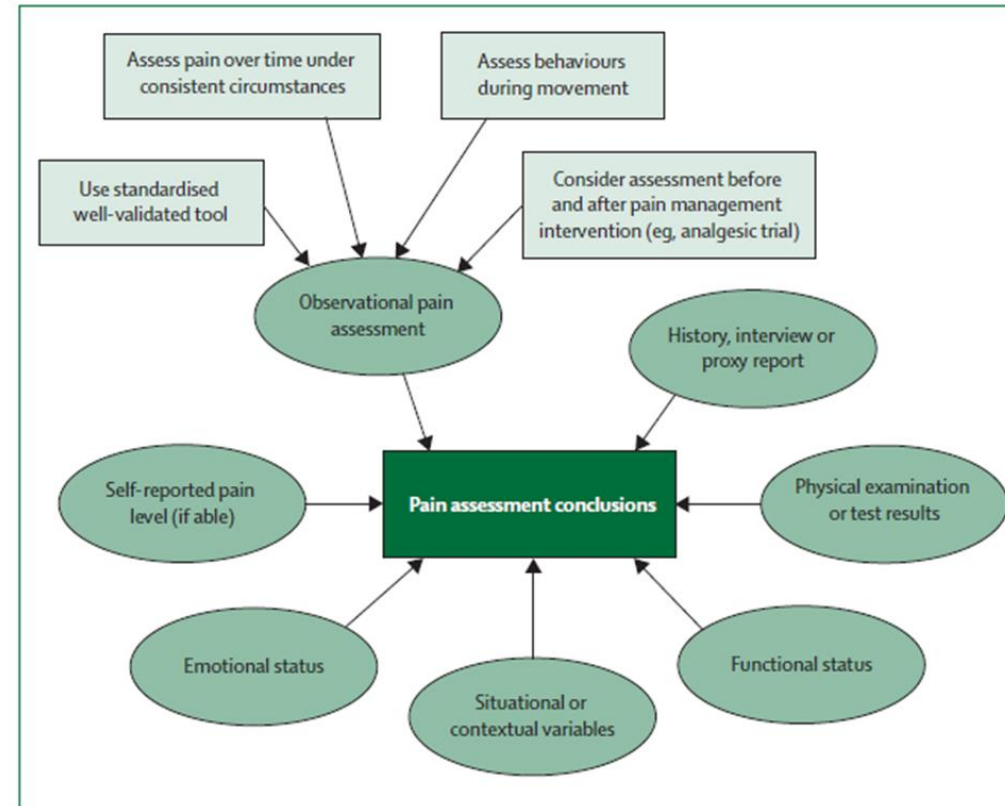 Assess pain over time under
consistent circumstances
Assess behaviours
during movement
Use standardised
well-validated tool
Consider assessment before
and after pain management
intervention (eg, analgesic trial)
Observational pain
assessment
History, interview or
proxy report
Self-reported pain
level (if able)
Pain assessment conclusions
Physical examination
or test results
Emotional status
Situational or
contextual variables
Functional status